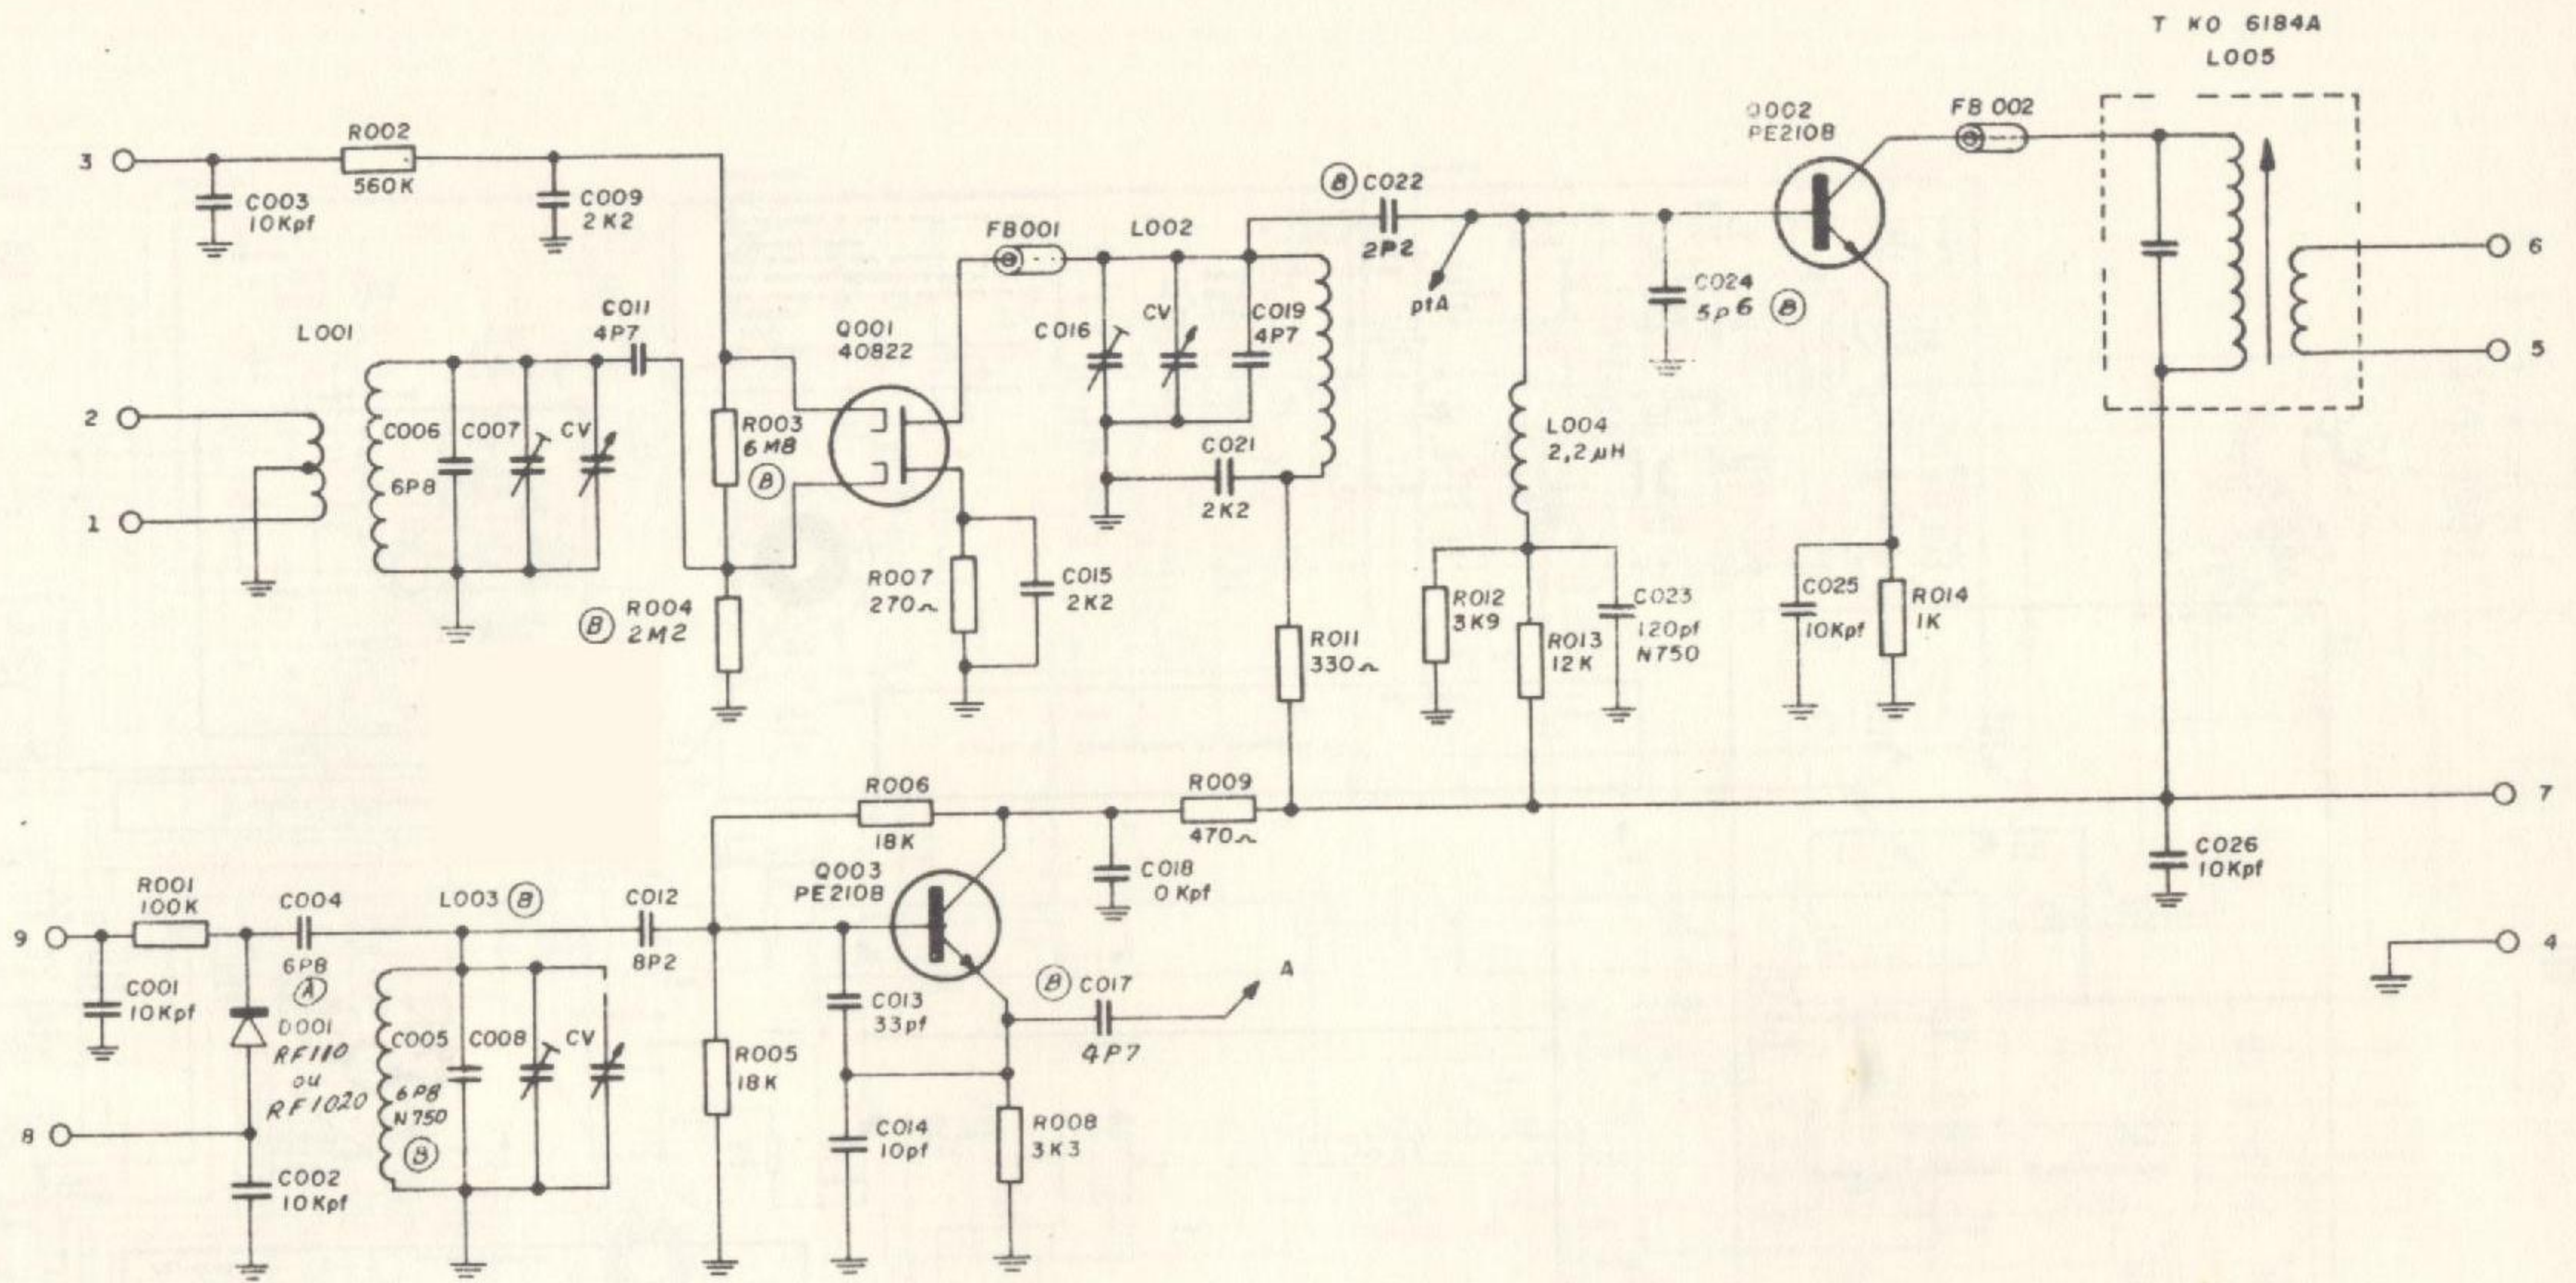 T KO 6184A
L005
Q002
PE2108
FB 002
R002
560K
3
C003
10Kpf
C009
2K2
B C022
2P2
FB001
L002
ptA
C024
5p6 B
6
5
L001
C011
4P7
Q001
40822
C016
CV
C019
4P7
2
1
C006
6P8
C007
CV
R003
6M8
B
C021
2K2
L004
2,2µH
B
R004
2M2
R007
270Ω
C015
2K2
R011
330Ω
R012
3K9
R013
12K
C023
120pf
N750
C025
10Kpf
R014
1K
R006
18K
R009
470Ω
7
Q003
PE2108
C018
0 Kpf
C026
10Kpf
R001
100K
C004
6P8
A
L003 B
C012
8P2
9
4
C001
10Kpf
D001
RF110
ou
RF1020
C005
6P8
N750
B
C008
CV
C013
33pf
B C017
4P7
A
R005
18K
8
C002
10Kpf
C014
10pf
R008
3K3